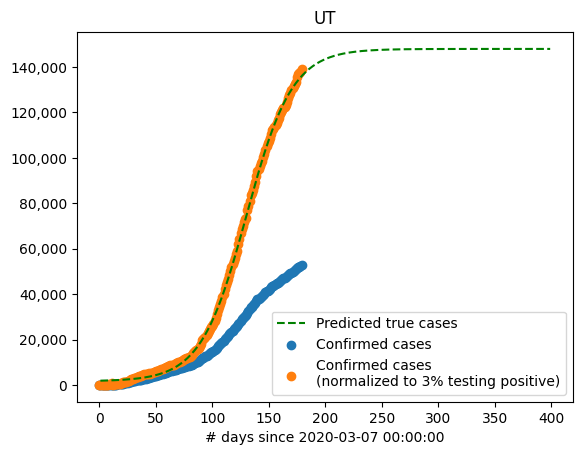 UT
140,000
120,000
100,000
80,000
60,000
40,000
20,000
0
Predicted true cases
Confirmed cases
Confirmed cases
(normalized to 3% testing positive)
0 50 100 150 200 250 300 350 400
# days since 2020-03-07 00:00:00